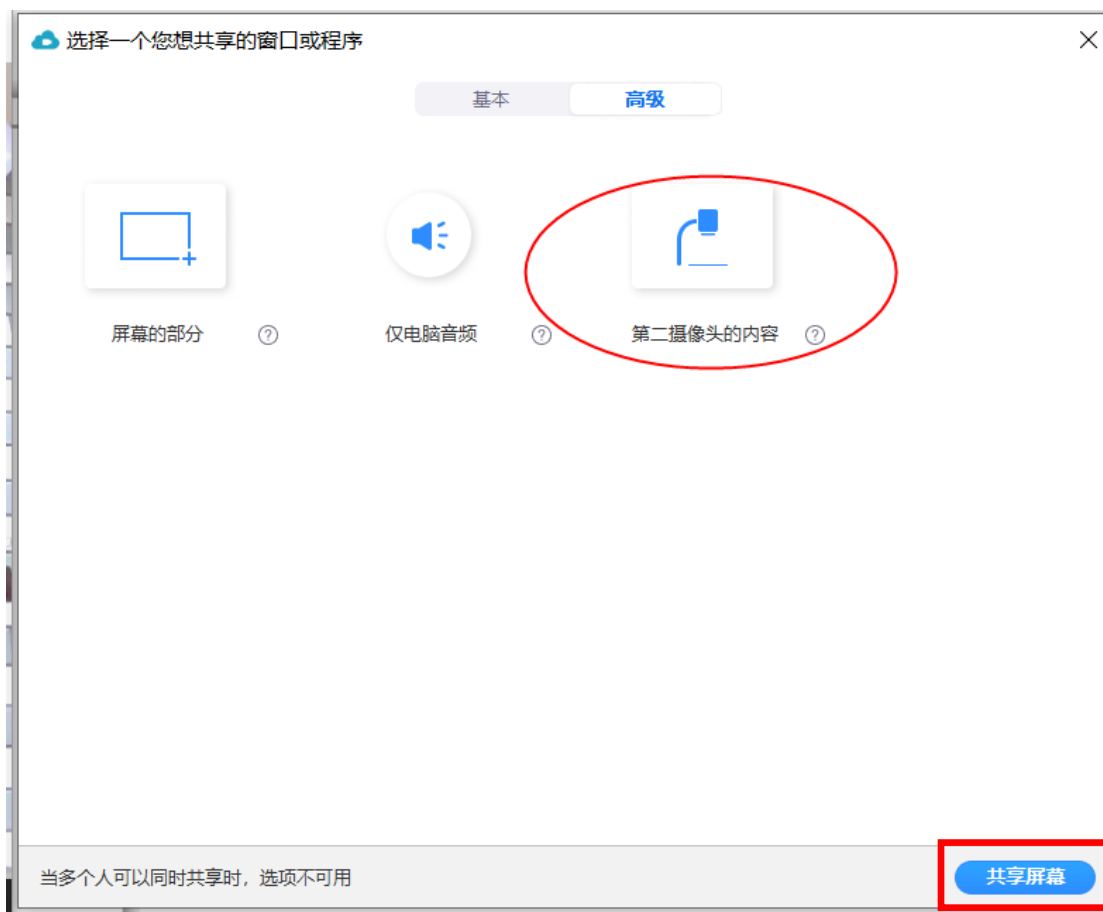 选择一个您想共享的窗口或程序
基本 高级
屏幕的部分 仅电脑音频 第二摄像头的内容
当多个人可以同时共享时，选项不可用
共享屏幕